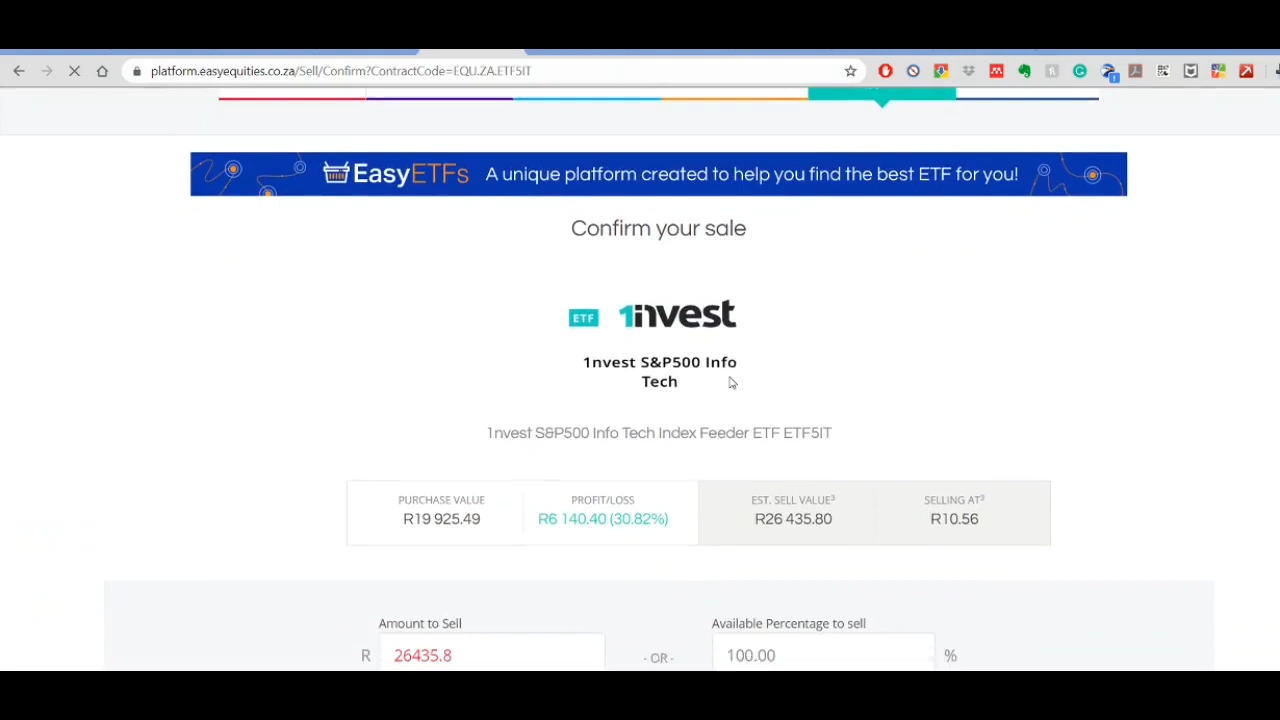 platform.easyequities.co.za/Sell/Confirm?ContractCode=EQU.ZA.ETF5IT
EasyETFs A unique platform created to help you find the best ETF for you!
Confirm your sale
ETF 1nvest
1nvest S&P500 Info
Tech
1nvest S&P500 Info Tech Index Feeder ETF ETF5IT
PURCHASE VALUE PROFIT/LOSS EST. SELL VALUE³ SELLING AT³
R19 925.49 R6 140.40 (30.82%) R26 435.80 R10.56
Amount to Sell Available Percentage to sell
R 26435.8 - OR - 100.00 %